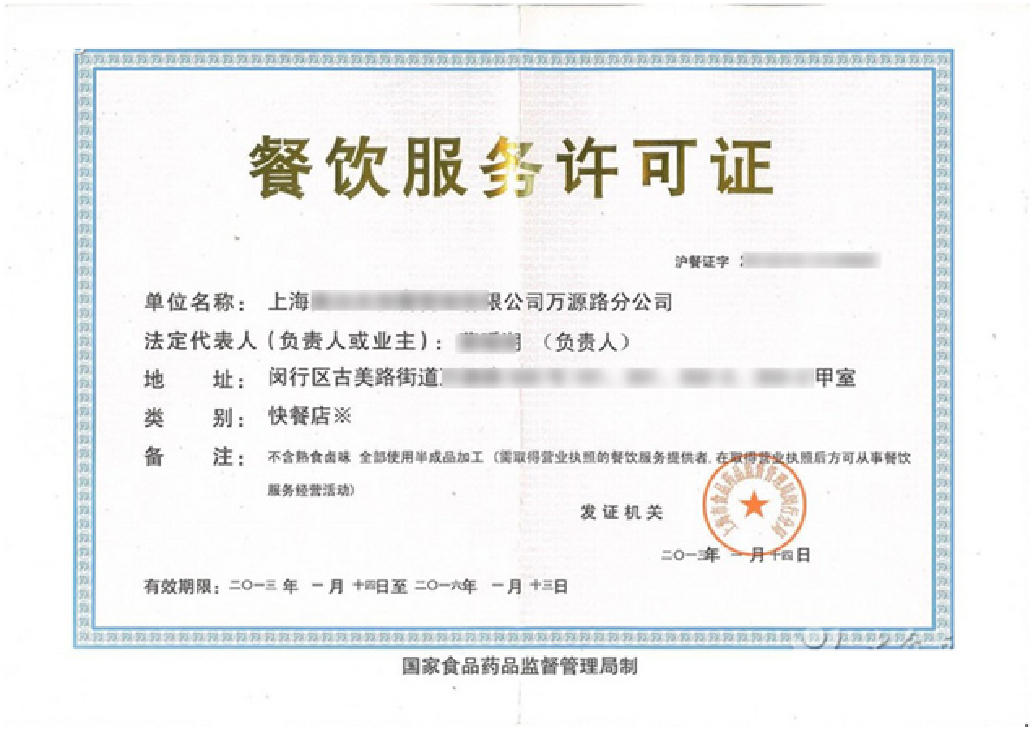 餐饮服务许可证
沪餐证字
单位名称：上海 限公司万源路分公司
法定代表人(负责人或业主)： （负责人）
地 址：闵行区古美路街道 甲室
类 别：快餐店※
备 注：不含熟食卤味 全部使用半成品加工 (需取得营业执照的餐饮服务提供者,在取得营业执照后方可从事餐饮
服务经营活动)
发证机关
二〇一三年 一月十四日
有效期限：二〇一三年 一月十四日至二〇一六年 一月十三日
国家食品药品监督管理局制